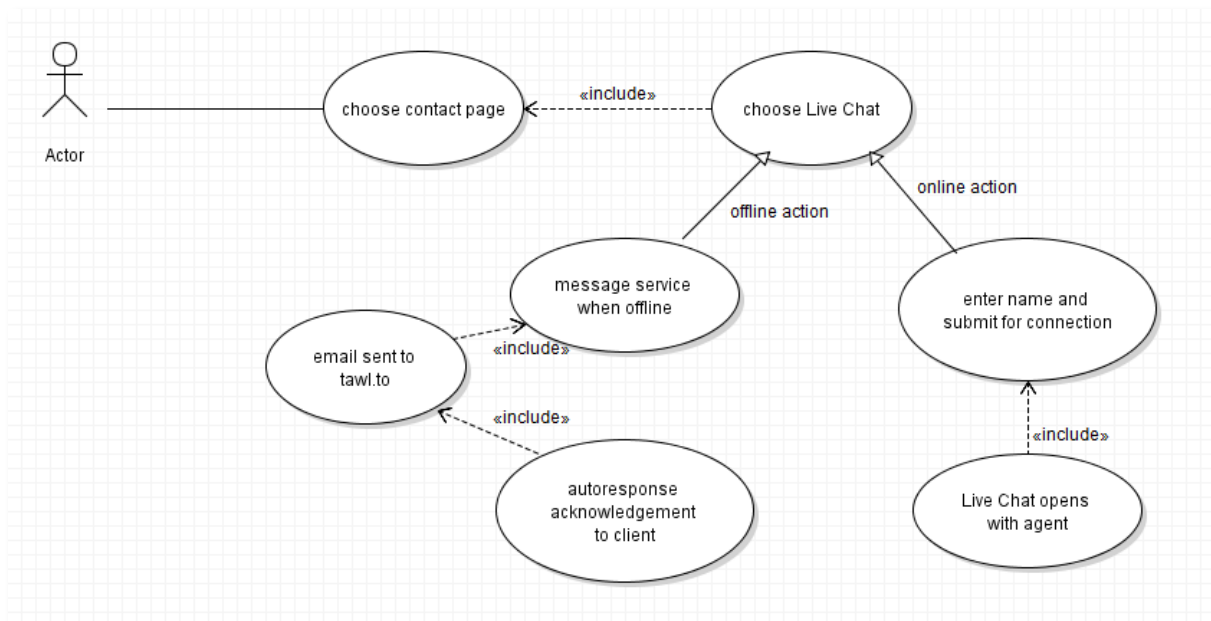 Actor
choose contact page
«include»
choose Live Chat
offline action
online action
message service
when offline
enter name and
submit for connection
email sent to
tawl.to
«include»
«include»
autoresponse
acknowledgement
to client
«include»
Live Chat opens
with agent